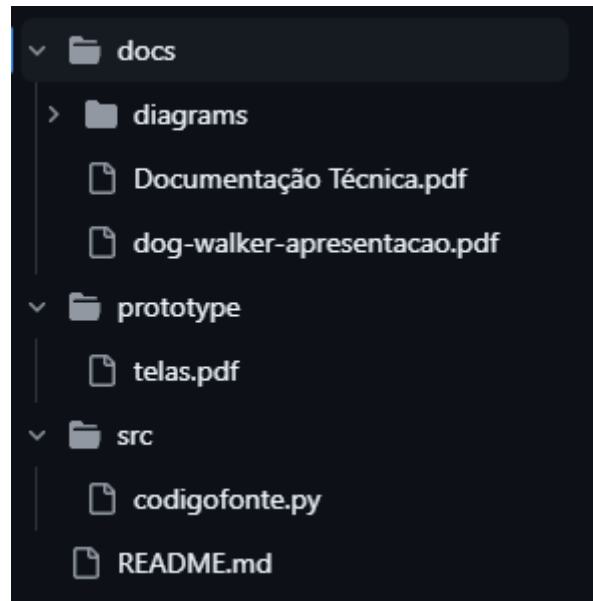 docs
diagrams
Documentação Técnica.pdf
dog-walker-apresentacao.pdf
prototype
telas.pdf
src
codigofonte.py
README.md